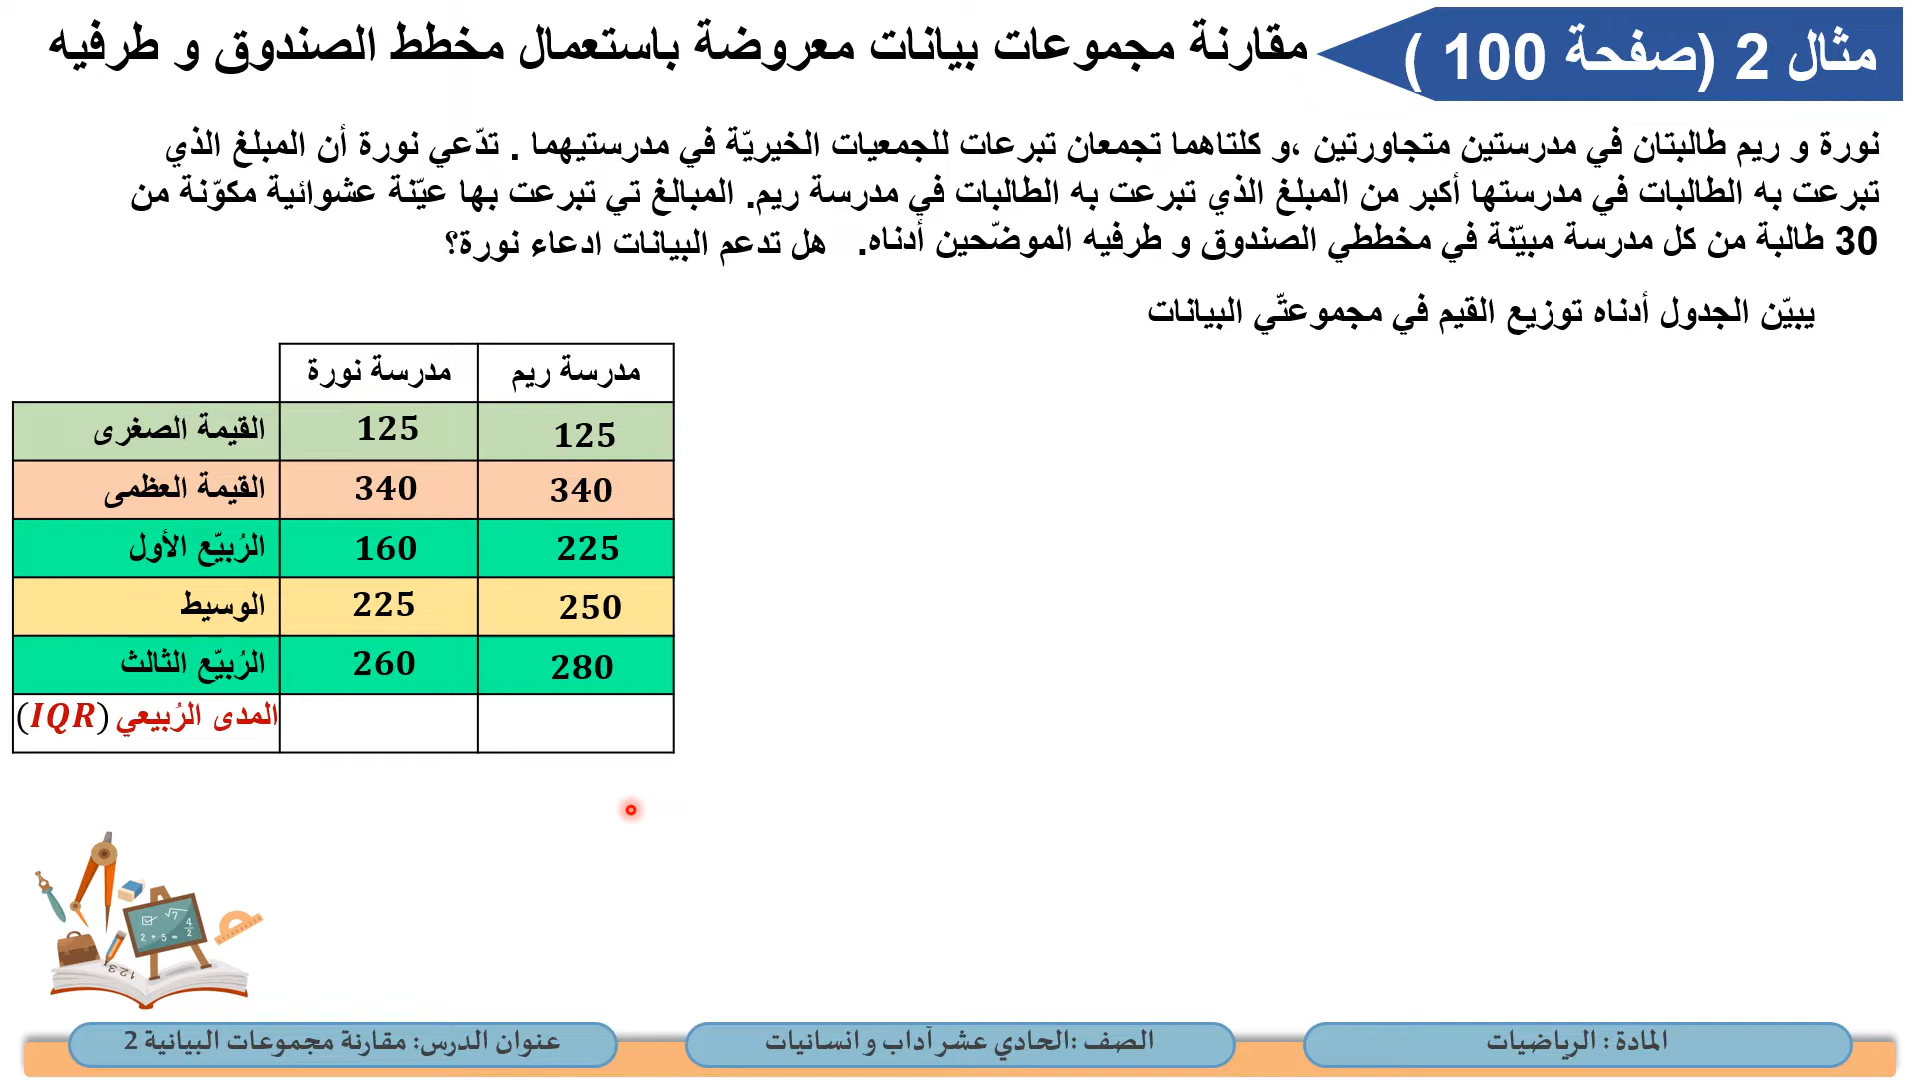 مثال 2 (صفحة 100 )
مقارنة مجموعات بيانات معروضة باستعمال مخطط الصندوق و طرفيه
نورة و ريم طالبتان في مدرستين متجاورتين ،و كلتاهما تجمعان تبرعات للجمعيات الخيريّة في مدرستيهما . تدّعي نورة أن المبلغ الذي
تبرعت به الطالبات في مدرستها أكبر من المبلغ الذي تبرعت به الطالبات في مدرسة ريم. المبالغ تي تبرعت بها عيّنة عشوائية مكوّنة من
30 طالبة من كل مدرسة مبيّنة في مخططي الصندوق و طرفيه الموضّحين أدناه. هل تدعم البيانات ادعاء نورة؟
يبيّن الجدول أدناه توزيع القيم في مجموعتّي البيانات
مدرسة ريم مدرسة نورة
125 125 القيمة الصغرى
340 340 القيمة العظمى
225 160 الرُبيّع الأول
250 225 الوسيط
280 260 الرُبيّع الثالث
المدى الرُبيعي (IQR)
√7
4/2
2 + 5 =
123
المادة : الرياضيات
الصف :الحادي عشر آداب و انسانيات
عنوان الدرس: مقارنة مجموعات البيانية 2